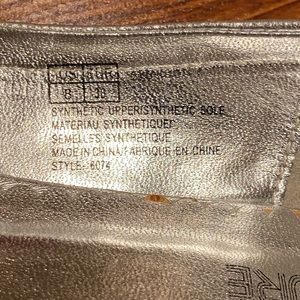 US EUR
8 38
SYNTHETIC UPPER/SYNTHETIC SOLE
MATERIAU SYNTHETIQUE/
SEMELLES SYNTHETIQUE
MADE IN CHINA/FABRIQUE EN CHINE
STYLE: 6074